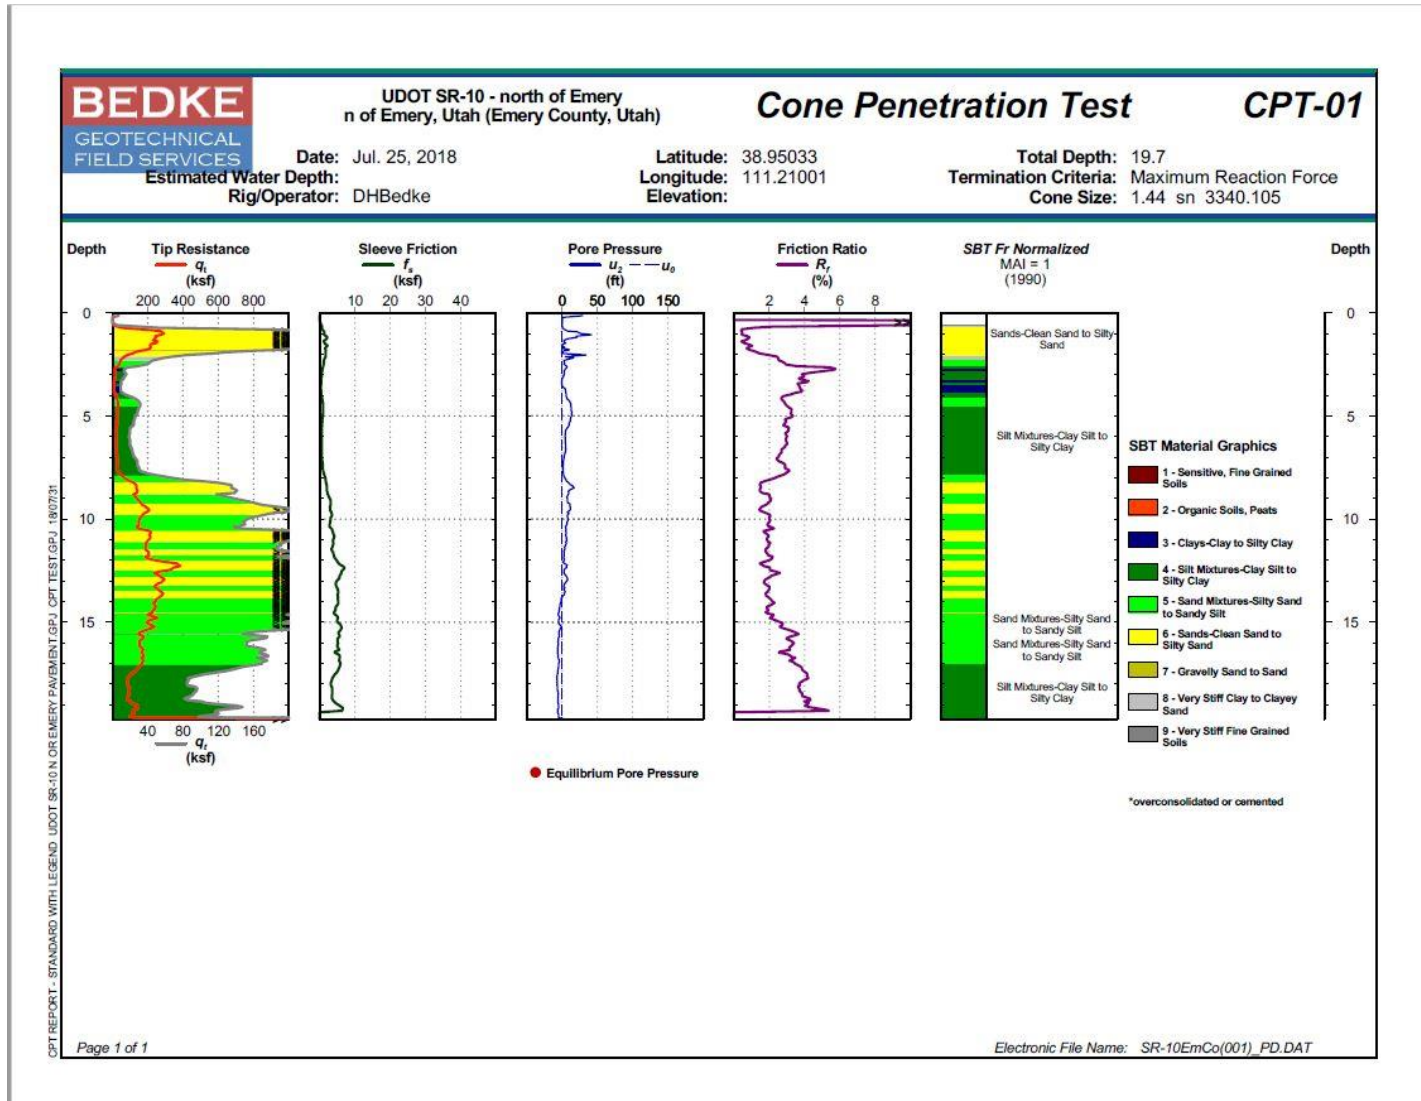 BEDKE
GEOTECHNICAL
FIELD SERVICES
UDOT SR-10 - north of Emery
n of Emery, Utah (Emery County, Utah)
Cone Penetration Test
CPT-01
Date: Jul. 25, 2018
Estimated Water Depth:
Rig/Operator: DHBedke
Latitude: 38.95033
Longitude: 111.21001
Elevation:
Total Depth: 19.7
Termination Criteria: Maximum Reaction Force
Cone Size: 1.44 sn 3340.105
Depth
Tip Resistance
qt
(ksf)
200 400 600 800
Sleeve Friction
fs
(ksf)
10 20 30 40
Pore Pressure
u2 u0
(ft)
0 50 100 150
Friction Ratio
Rf
(%)
2 4 6 8
SBT Fr Normalized
MAI = 1
(1990)
Depth
0
5
10
15
40 80 120 160
qt
(ksf)
Sands-Clean Sand to Silty
Sand
Silt Mixtures-Clay Silt to
Silty Clay
Sand Mixtures-Silty Sand
to Sandy Silt
Sand Mixtures-Silty Sand
to Sandy Silt
Silt Mixtures-Clay Silt to
Silty Clay
0
5
10
15
SBT Material Graphics
1 - Sensitive, Fine Grained
Soils
2 - Organic Soils, Peats
3 - Clays-Clay to Silty Clay
4 - Silt Mixtures-Clay Silt to
Silty Clay
5 - Sand Mixtures-Silty Sand
to Sandy Silt
6 - Sands-Clean Sand to
Silty Sand
7 - Gravelly Sand to Sand
8 - Very Stiff Clay to Clayey
Sand
9 - Very Stiff Fine Grained
Soils
*overconsolidated or cemented
Equilibrium Pore Pressure
CPT REPORT - STANDARD WITH LEGEND UDOT SR-10 N OR EMERY PAVEMENT.GPJ CPT TEST.GPJ 18/07/31
Page 1 of 1
Electronic File Name: SR-10EmCo(001)_PD.DAT